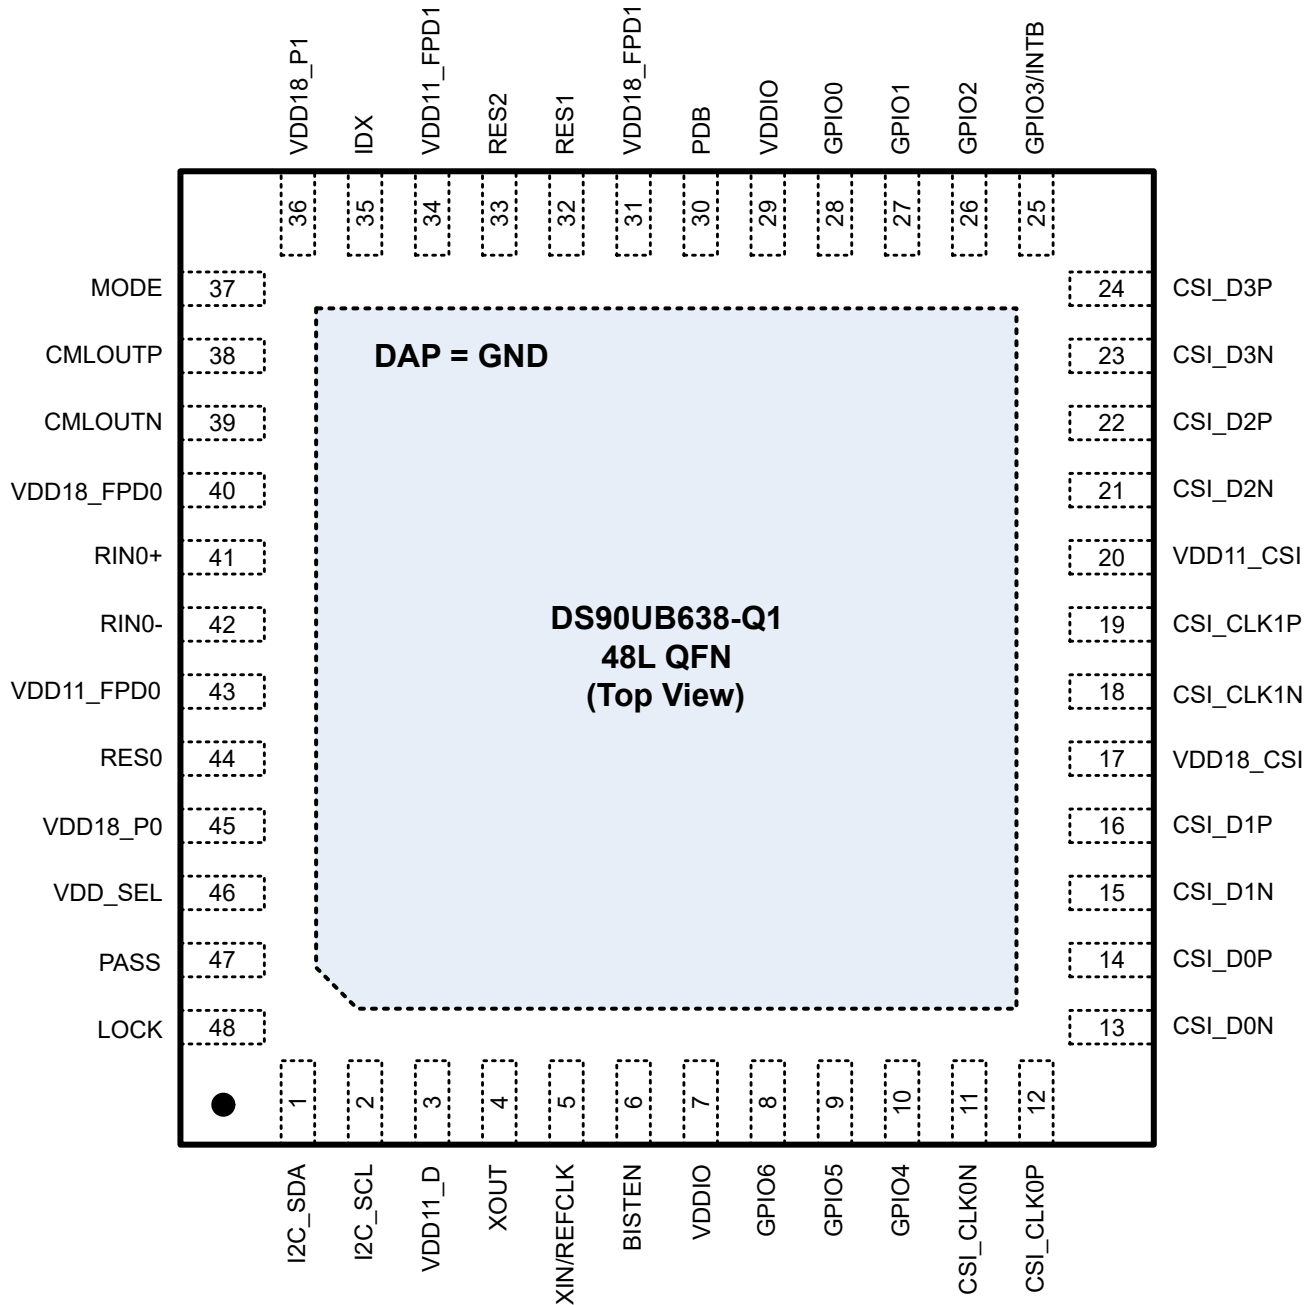 VDD18_P1
IDX
VDD11_FPD1
RES2
RES1
VDD18_FPD1
PDB
VDDIO
GPIO0
GPIO1
GPIO2
GPIO3/INTB
36
35
34
33
32
31
30
29
28
27
26
25
MODE 37
CMLOUTP 38
CMLOUTN 39
VDD18_FPD0 40
RIN0+ 41
RIN0- 42
VDD11_FPD0 43
RES0 44
VDD18_P0 45
VDD_SEL 46
PASS 47
LOCK 48
DAP = GND
DS90UB638-Q1
48L QFN
(Top View)
24 CSI_D3P
23 CSI_D3N
22 CSI_D2P
21 CSI_D2N
20 VDD11_CSI
19 CSI_CLK1P
18 CSI_CLK1N
17 VDD18_CSI
16 CSI_D1P
15 CSI_D1N
14 CSI_D0P
13 CSI_D0N
1
2
3
4
5
6
7
8
9
10
11
12
I2C_SDA
I2C_SCL
VDD11_D
XOUT
XIN/REFCLK
BISTEN
VDDIO
GPIO6
GPIO5
GPIO4
CSI_CLK0N
CSI_CLK0P